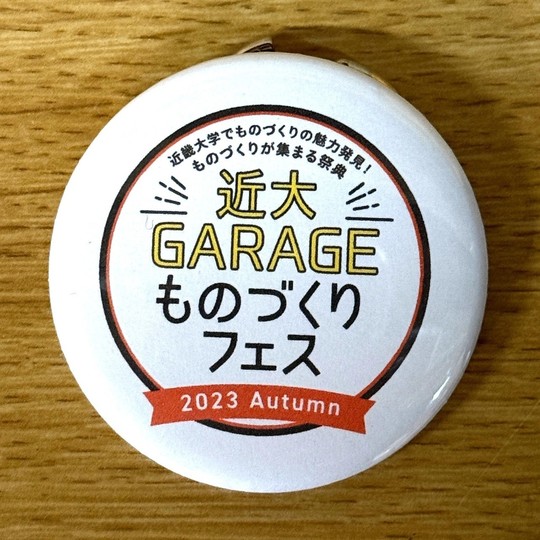 近畿大学でものづくりの魅力発見！
ものづくりが集まる祭典
近大
GARAGE
ものづくり
フェス
2023 Autumn